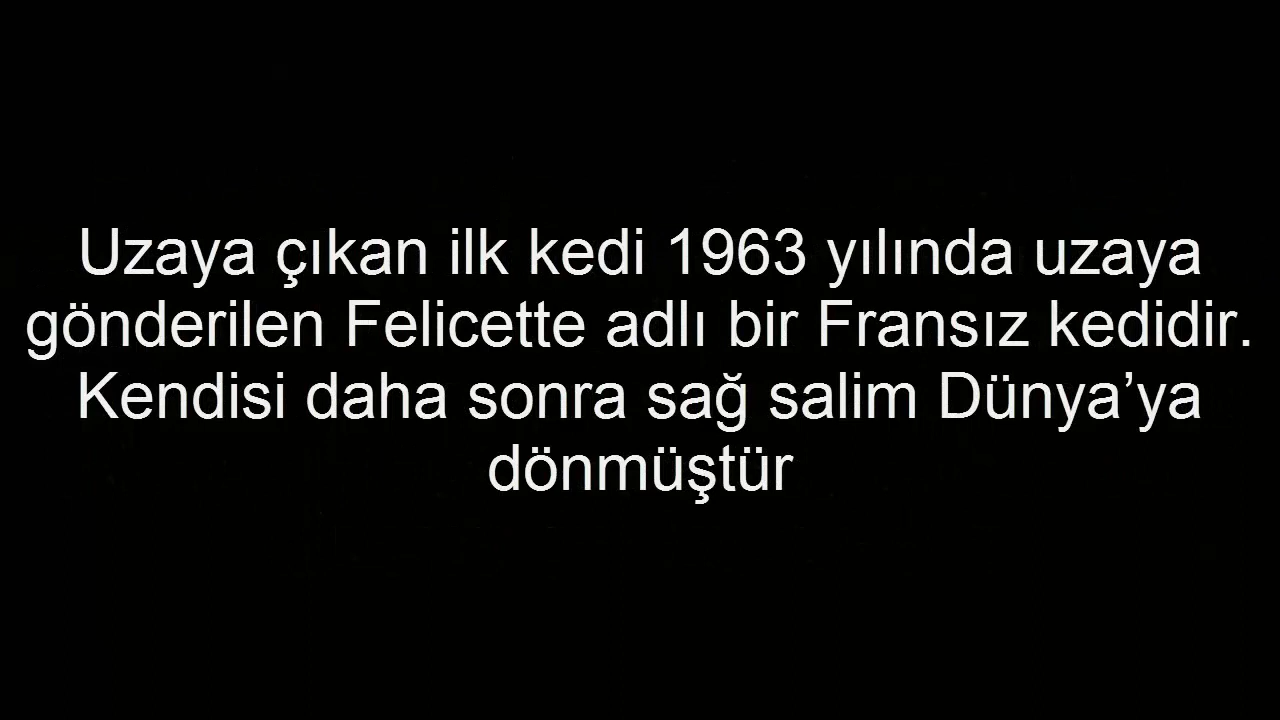 Uzaya çıkan ilk kedi 1963 yılında uzaya
gönderilen Felicette adlı bir Fransız kedidir.
Kendisi daha sonra sağ salim Dünya’ya
dönmüştür